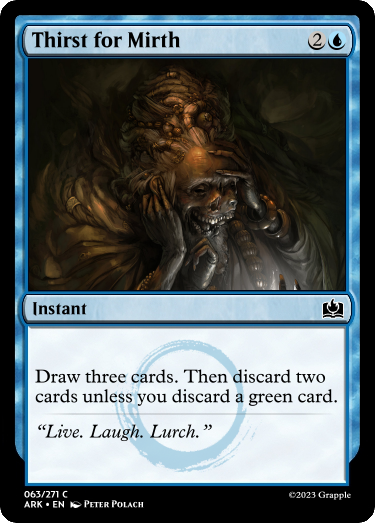 Thirst for Mirth 2
Instant
Draw three cards. Then discard two
cards unless you discard a green card.
“Live. Laugh. Lurch.”
063/271 C
ARK • EN Peter Polach
©2023 Grapple